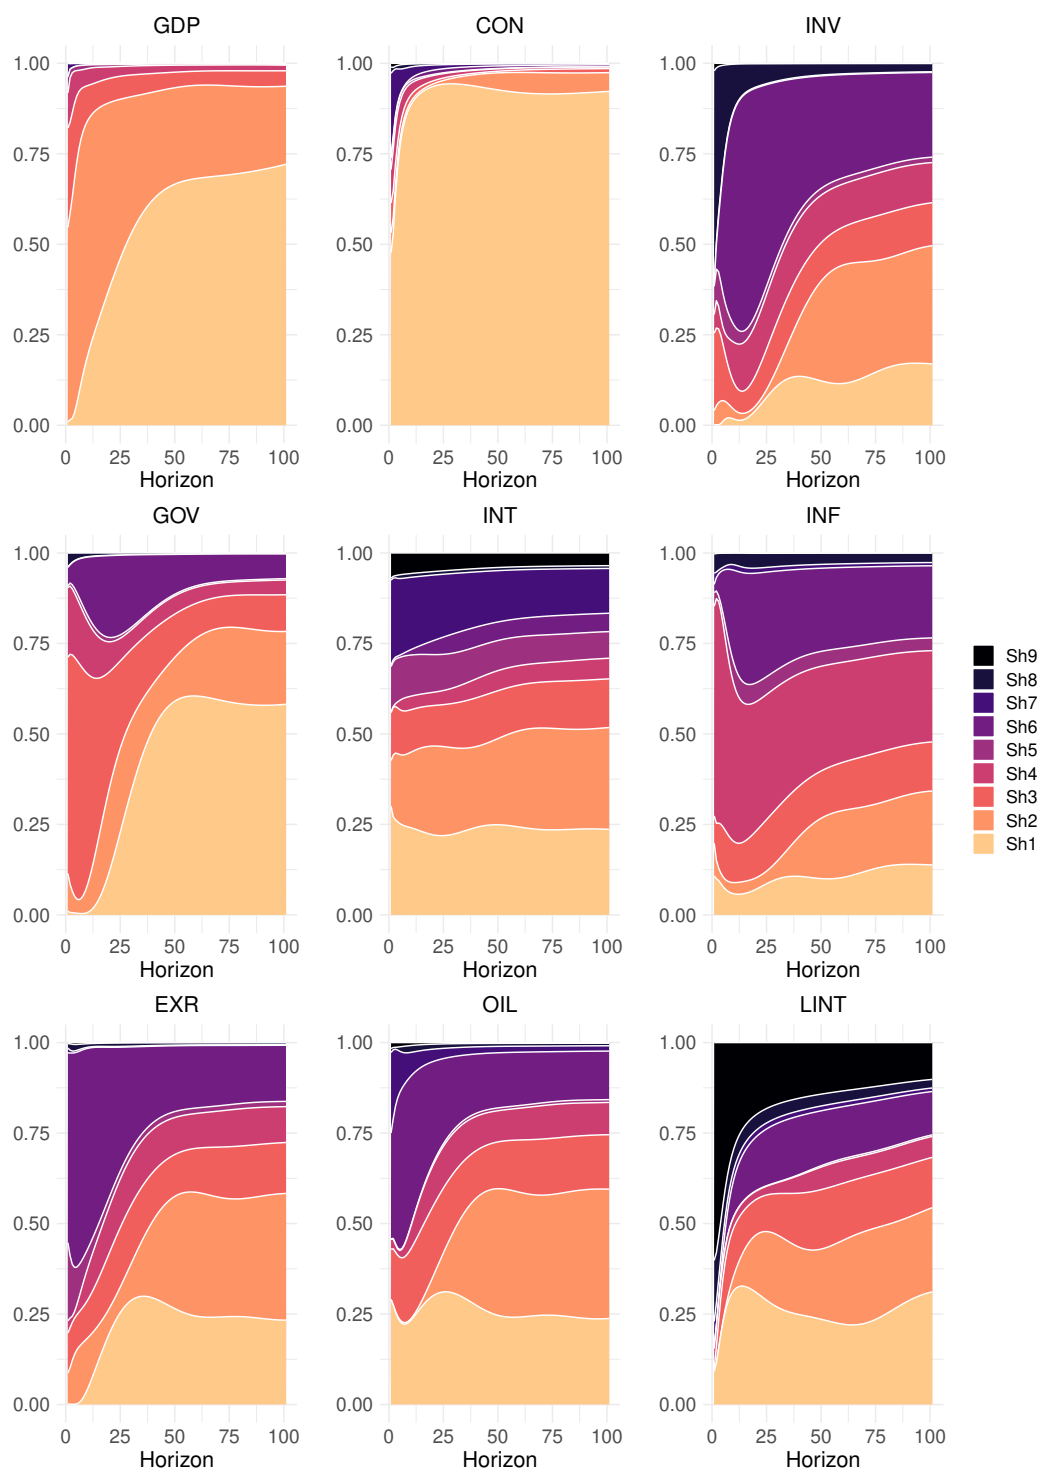 GDP CON INV
1.00 1.00 1.00
0.75 0.75 0.75
0.50 0.50 0.50
0.25 0.25 0.25
0.00 0.00 0.00
0 25 50 75 100 0 25 50 75 100 0 25 50 75 100
Horizon Horizon Horizon
GOV INT INF
1.00 1.00 1.00
0.75 0.75 0.75
0.50 0.50 0.50
0.25 0.25 0.25
0.00 0.00 0.00
0 25 50 75 100 0 25 50 75 100 0 25 50 75 100
Horizon Horizon Horizon
EXR OIL LINT
1.00 1.00 1.00
0.75 0.75 0.75
0.50 0.50 0.50
0.25 0.25 0.25
0.00 0.00 0.00
0 25 50 75 100 0 25 50 75 100 0 25 50 75 100
Horizon Horizon Horizon
Sh9
Sh8
Sh7
Sh6
Sh5
Sh4
Sh3
Sh2
Sh1